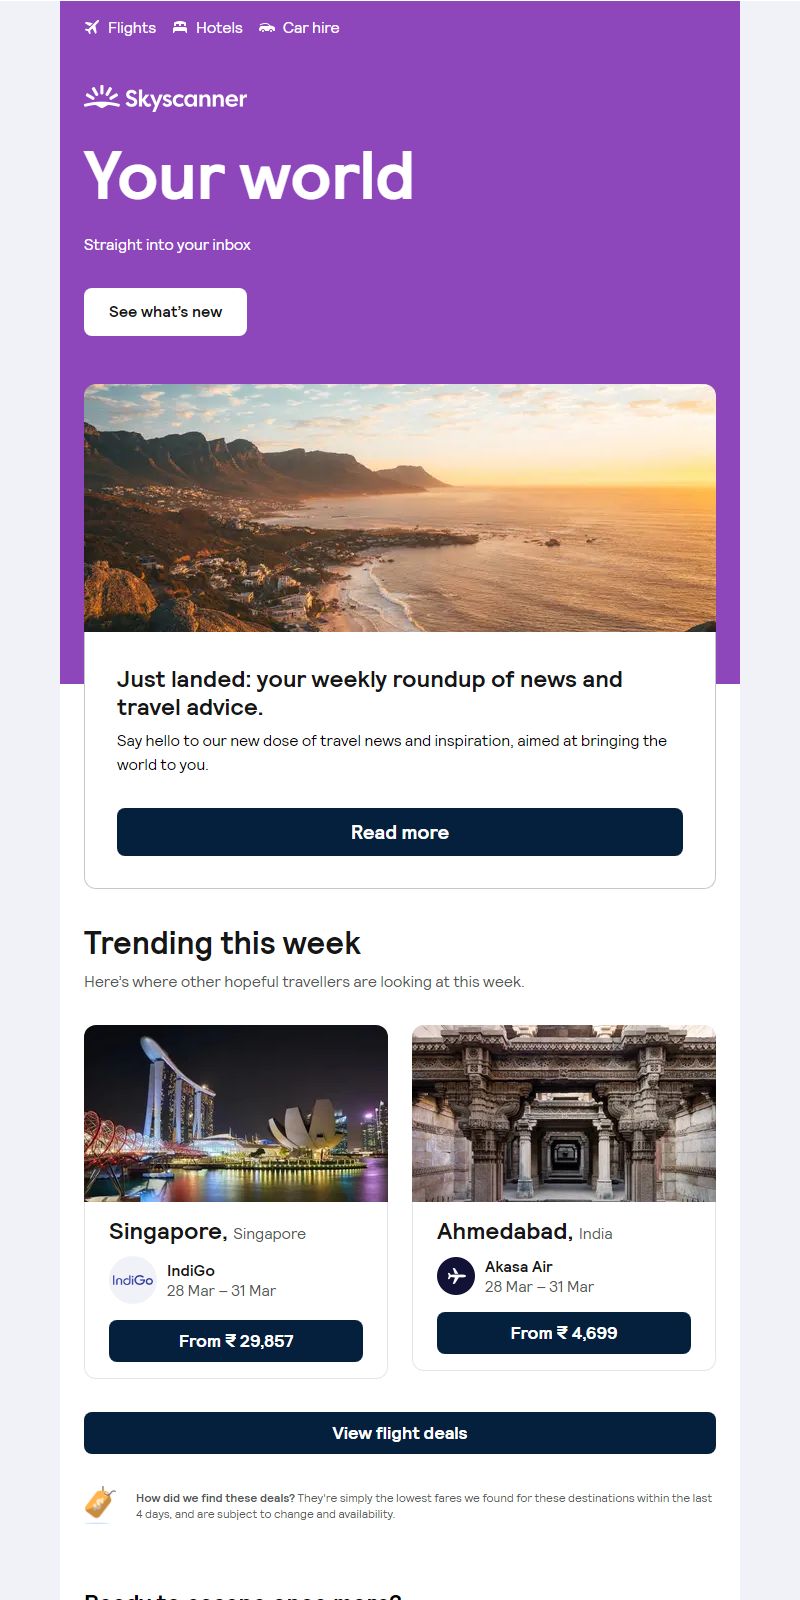 Flights Hotels Car hire
Skyscanner
Your world
Straight into your inbox
See what's new
Just landed: your weekly roundup of news and
travel advice.
Say hello to our new dose of travel news and inspiration, aimed at bringing the
world to you.
Read more
Trending this week
Here's where other hopeful travellers are looking at this week.
Singapore, Singapore
IndiGo
IndiGo
28 Mar – 31 Mar
From ₹ 29,857
Ahmedabad, India
Akasa Air
28 Mar – 31 Mar
From ₹ 4,699
View flight deals
How did we find these deals? They're simply the lowest fares we found for these destinations within the last
4 days, and are subject to change and availability.